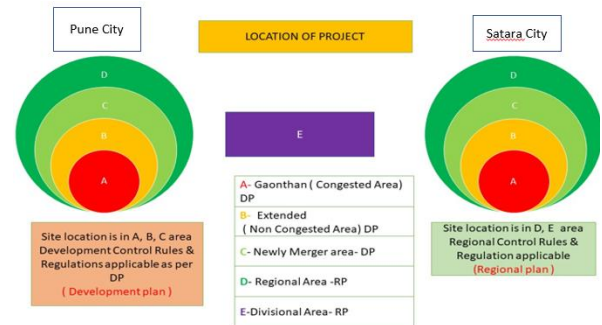 Pune City
LOCATION OF PROJECT
Satara City
D
C
B
A
E
D
C
B
A
A- Gaonthan ( Congested Area)
DP
B- Extended
( Non Congested Area) DP
C- Newly Merger area- DP
D- Regional Area -RP
E-Divisional Area- RP
Site location is in A, B, C area
Development Control Rules &
Regulations applicable as per
DP
( Development plan)
Site location is in D, E area
Regional Control Rules &
Regulation applicable
(Regional plan)